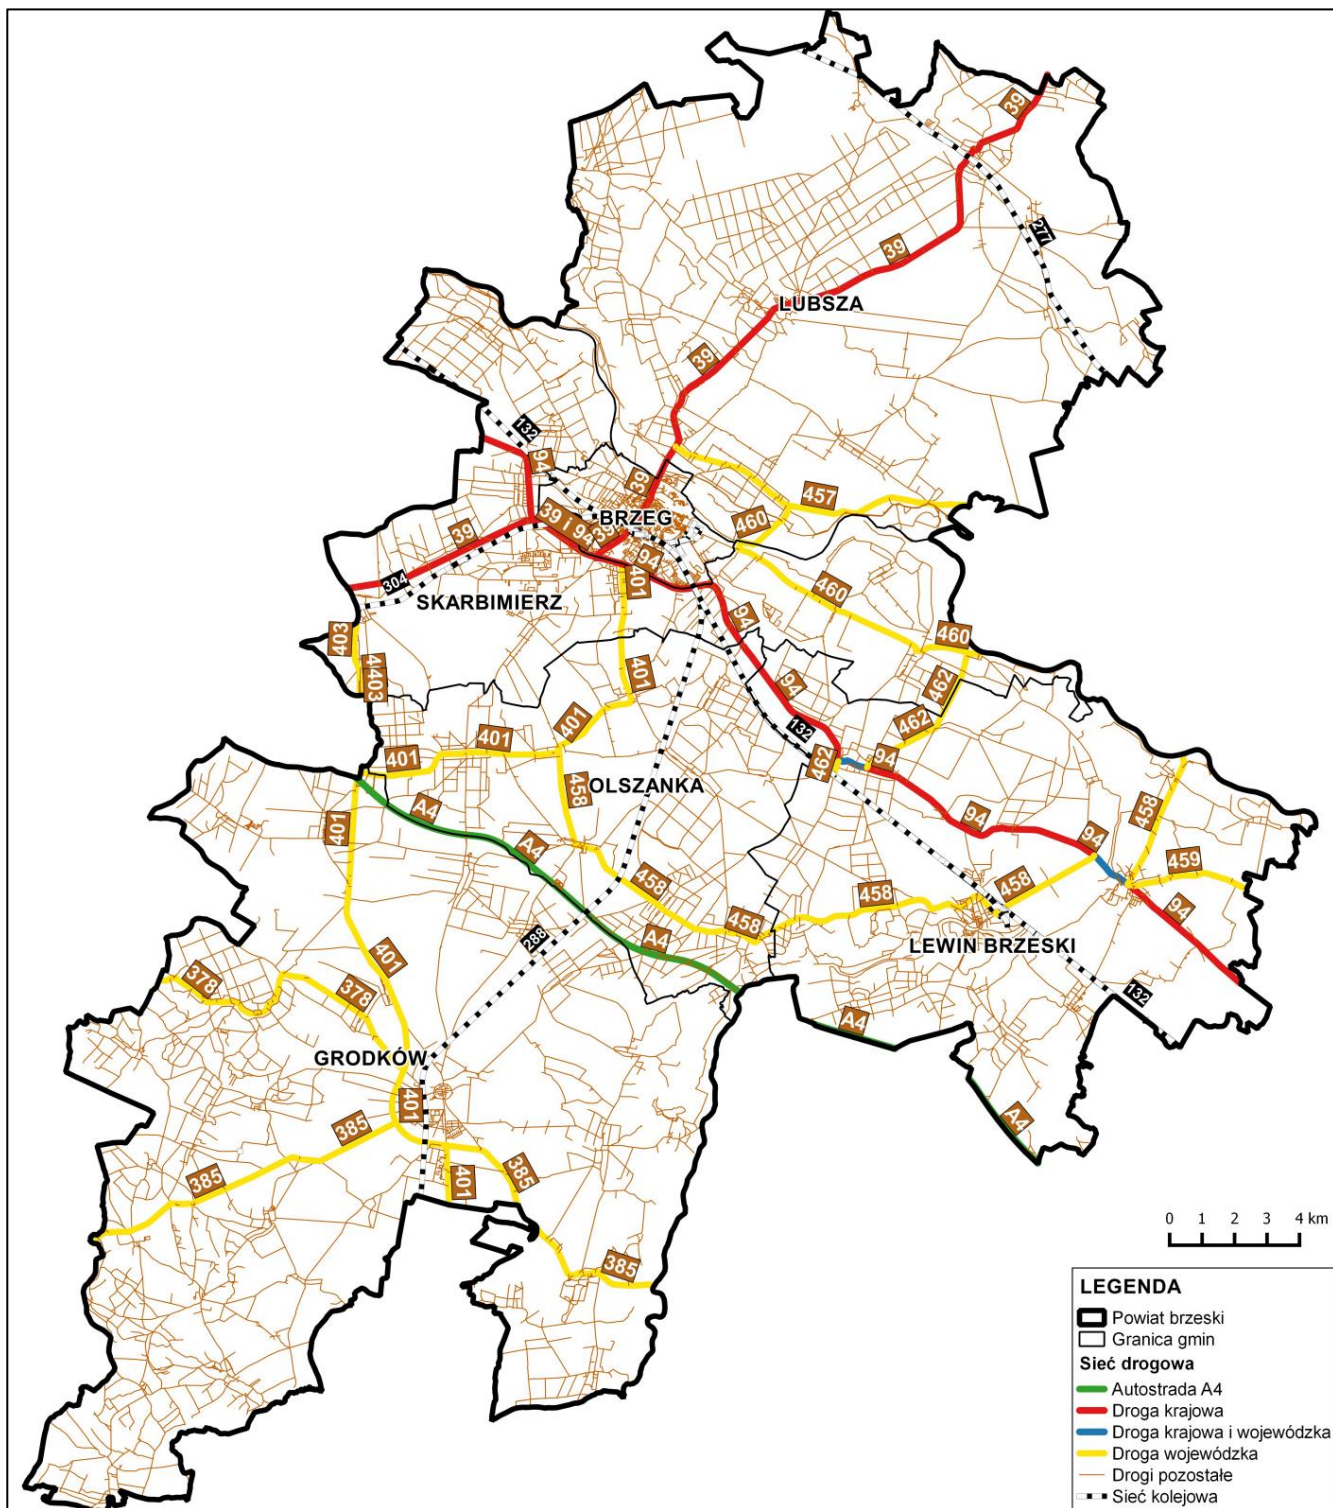 39
277
39
LUBSZA
39
132
94
39
457
39 i 94
BRZEG
39
460
39
94
304
401
SKARBIMIERZ
460
94
403
460
4403
401
462
94
401
462
401
401
132
462
94
458
OLSZANKA
A4
94
458
401
94
A4
459
458
458
458
94
458
288
A4
LEWIN BRZESKI
401
378
378
132
A4
GRODKÓW
401
A4
385
385
401
385
385
0 1 2 3 4 km
LEGENDA
Powiat brzeski
Granica gmin
Sieć drogowa
Autostrada A4
Droga krajowa
Droga krajowa i wojewódzka
Droga wojewódzka
Drogi pozostałe
Sieć kolejowa